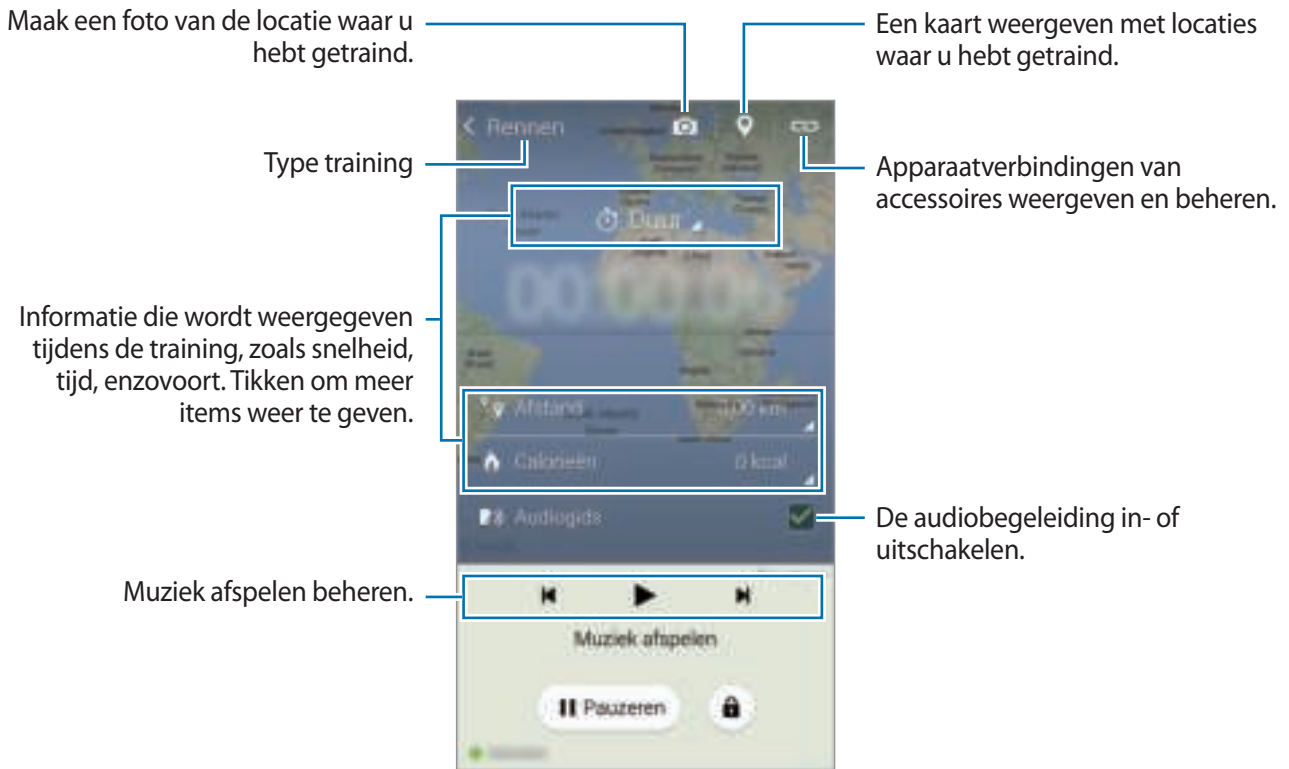 Maak een foto van de locatie waar u
hebt getraind.
Een kaart weergeven met locaties
waar u hebt getraind.
Rennen
Type training
Apparaatverbindingen van
accessoires weergeven en beheren.
Duur
Informatie die wordt weergegeven
tijdens de training, zoals snelheid,
tijd, enzovoort. Tikken om meer
items weer te geven.
Afstand 0,00 km
Calorieën 0 kcal
Audiogids
De audiobegeleiding in- of
uitschakelen.
Muziek afspelen beheren.
Muziek afspelen
Pauzeren